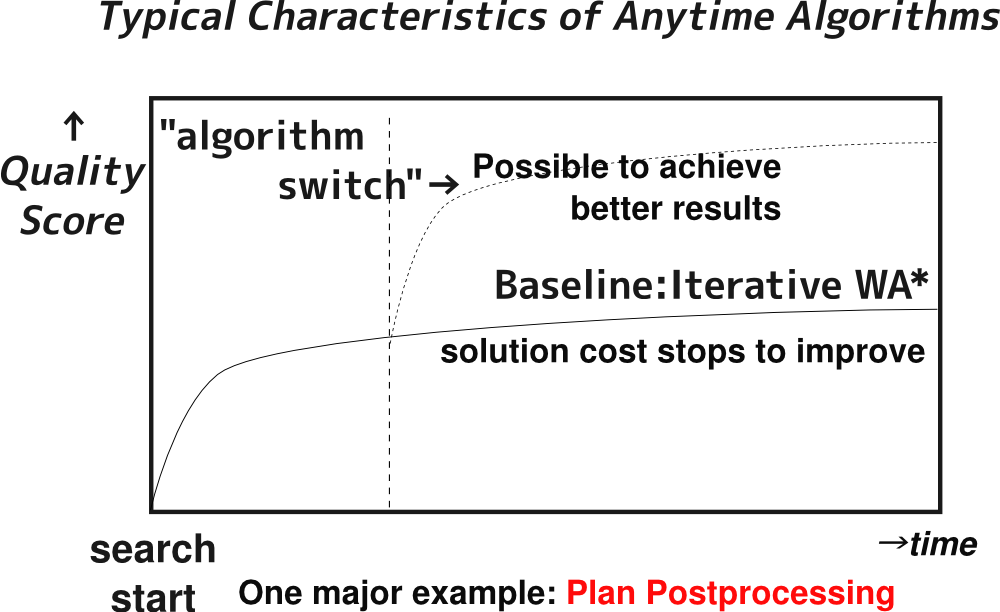 Typical Characteristics of Anytime Algorithms
↑
Quality
Score
"algorithm
switch"→
Possible to achieve
better results
Baseline:Iterative WA*
solution cost stops to improve
search
start
→time
One major example: Plan Postprocessing